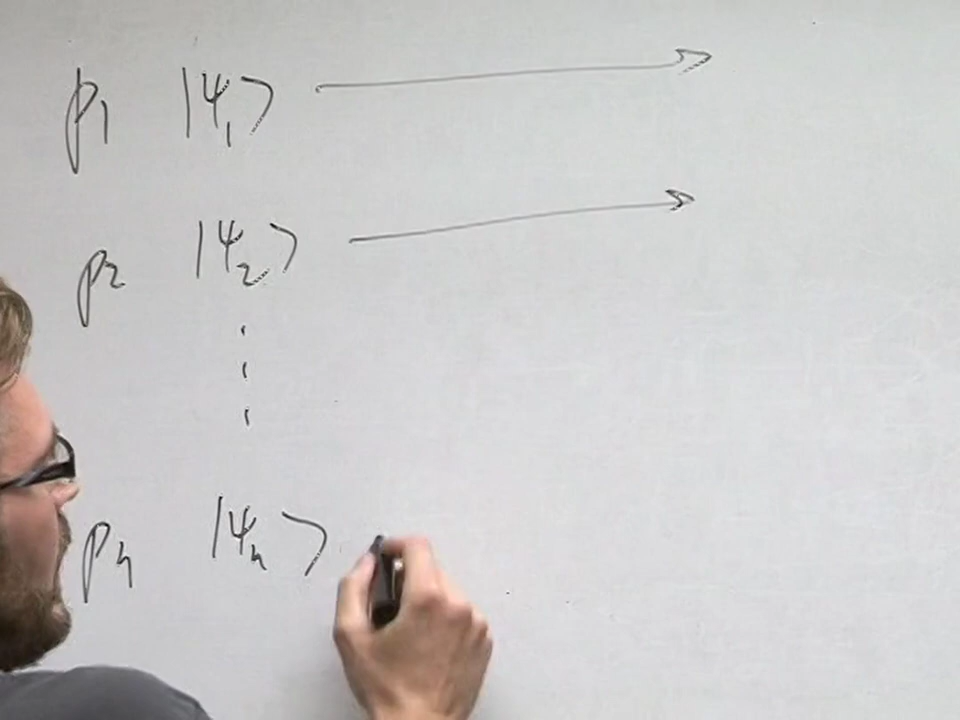 p₁ |ψ₁⟩ →
p₂ |ψ₂⟩ →
⋮
pₙ |ψₙ⟩